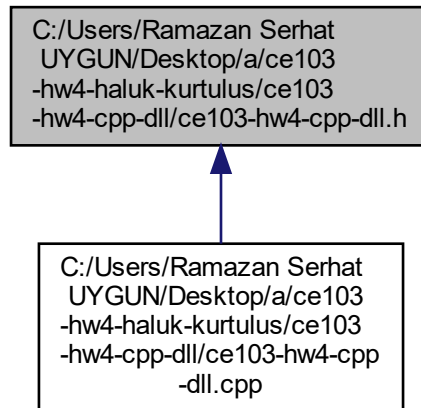 C:/Users/Ramazan Serhat
UYGUN/Desktop/a/ce103
-hw4-haluk-kurtulus/ce103
-hw4-cpp-dll/ce103-hw4-cpp-dll.h
C:/Users/Ramazan Serhat
UYGUN/Desktop/a/ce103
-hw4-haluk-kurtulus/ce103
-hw4-cpp-dll/ce103-hw4-cpp
-dll.cpp